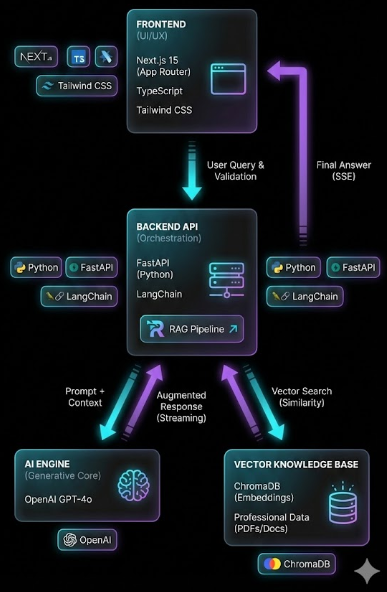 FRONTEND
(UI/UX)
Next.js 15
(App Router)
TypeScript
Tailwind CSS
NEXT.s
TS
Tailwind CSS
User Query &
Validation
Final Answer
(SSE)
BACKEND API
(Orchestration)
FastAPI
(Python)
LangChain
RAG Pipeline
Python
FastAPI
LangChain
Python
FastAPI
LangChain
Prompt +
Context
Augmented
Response
(Streaming)
Vector Search
(Similarity)
AI ENGINE
(Generative Core)
OpenAI GPT-4o
OpenAI
VECTOR KNOWLEDGE BASE
ChromaDB
(Embeddings)
Professional Data
(PDFs/Docs)
ChromaDB